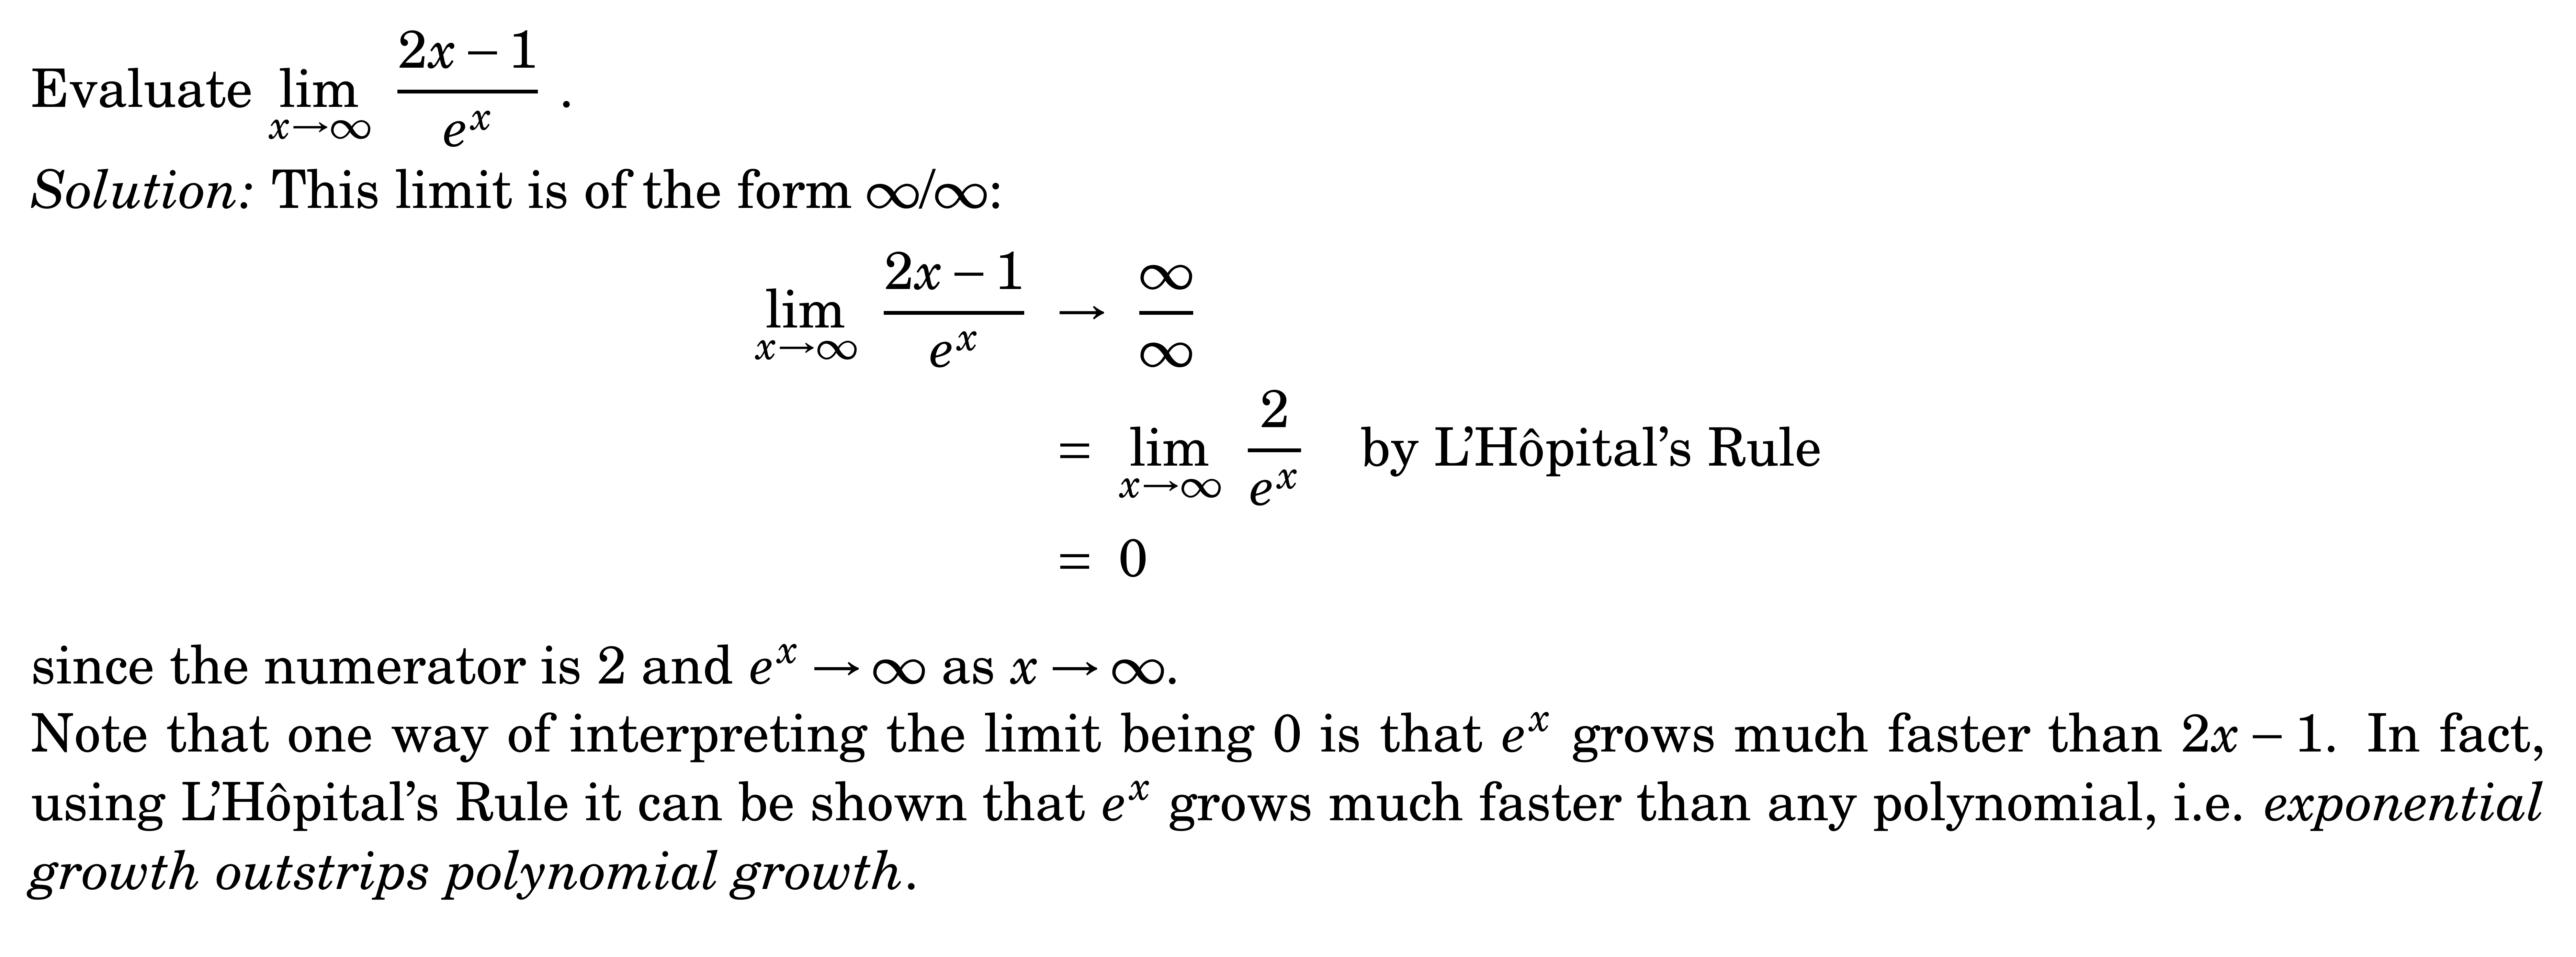 Evaluate $\lim_{x \to \infty} \frac{2x-1}{e^x}$ .
Solution: This limit is of the form ∞/∞:
$\lim_{x \to \infty} \frac{2x-1}{e^x} \to \frac{\infty}{\infty}$
$= \lim_{x \to \infty} \frac{2}{e^x}$ by L’Hôpital’s Rule
$= 0$
since the numerator is 2 and $e^x \to \infty$ as $x \to \infty$.
Note that one way of interpreting the limit being 0 is that $e^x$ grows much faster than $2x - 1$. In fact,
using L’Hôpital’s Rule it can be shown that $e^x$ grows much faster than any polynomial, i.e. exponential
growth outstrips polynomial growth.